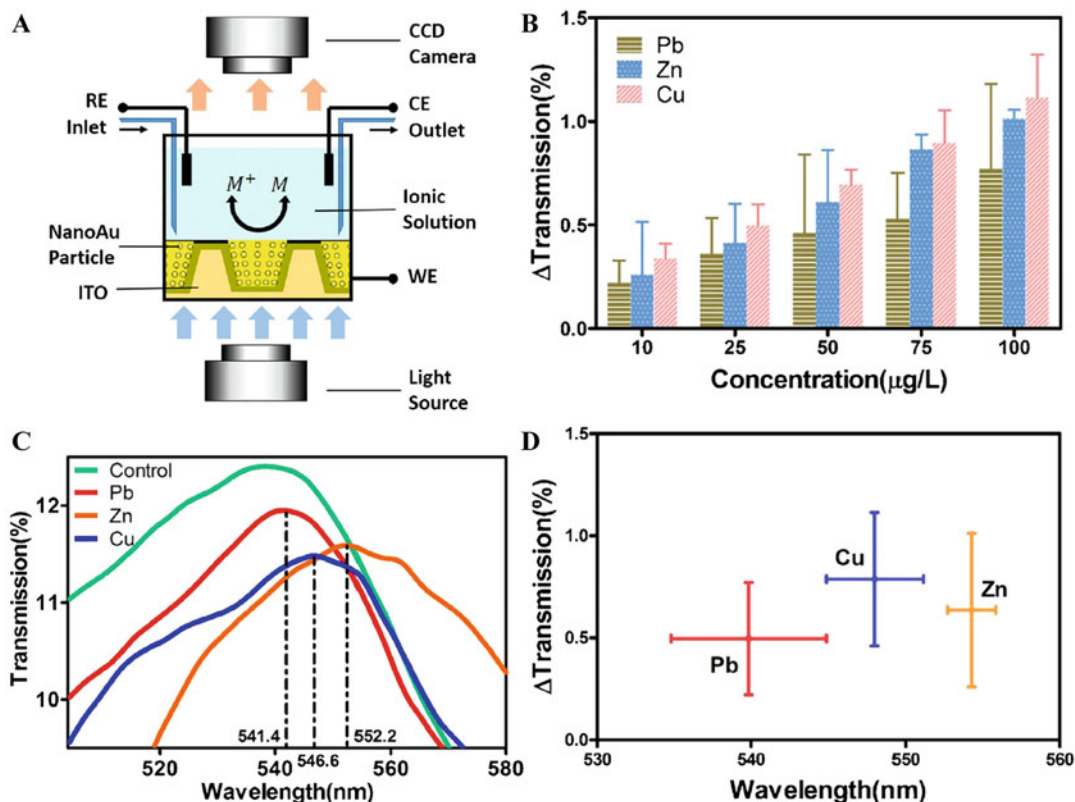 A
CCD
Camera
RE
CE
Inlet
Outlet
M+ M
Ionic
Solution
NanoAu
Particle
ITO
WE
Light
Source
B
ΔTransmission(%)
1.5
1.0
0.5
0.0
Pb
Zn
Cu
10 25 50 75 100
Concentration(μg/L)
C
Transmission(%)
12
11
10
Control
Pb
Zn
Cu
541.4
546.6
552.2
520 540 560 580
Wavelength(nm)
D
ΔTransmission(%)
1.5
1.0
0.5
0.0
Pb
Cu
Zn
530 540 550 560
Wavelength(nm)